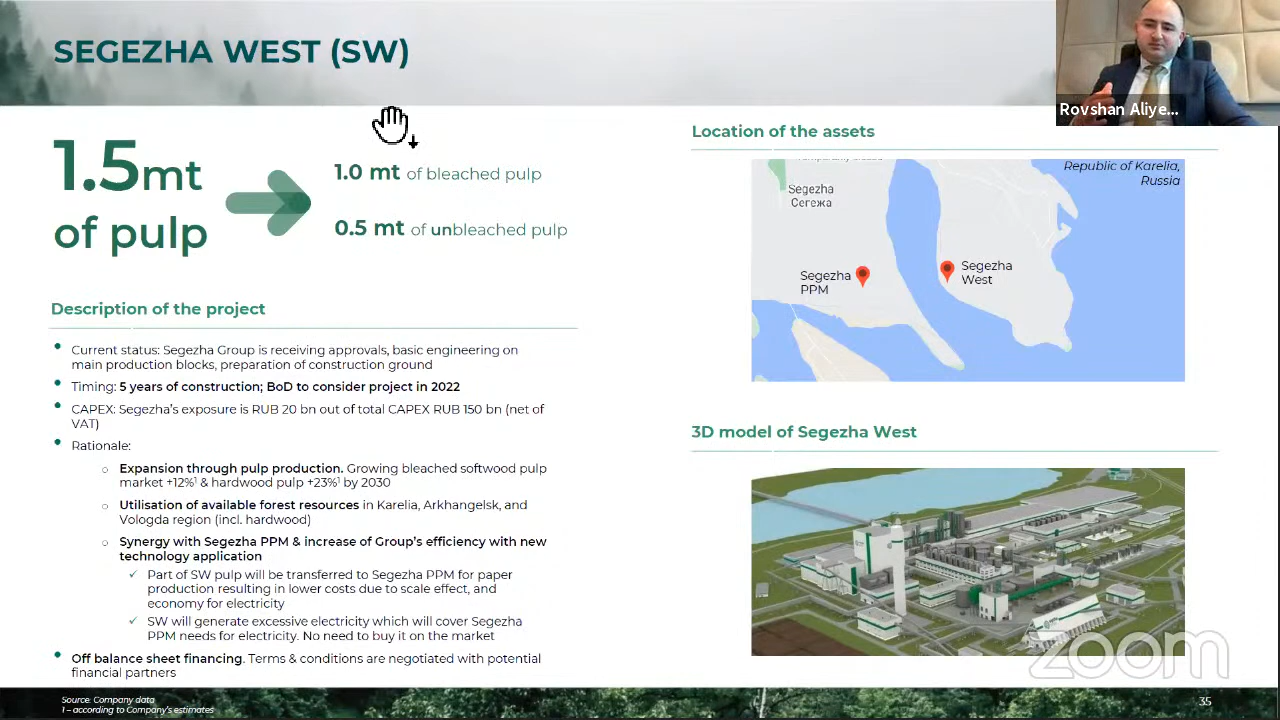 SEGEZHA WEST (SW)
Rovshan Aliye...
1.5mt
of pulp
1.0 mt of bleached pulp
0.5 mt of unbleached pulp
Description of the project
Current status: Segezha Group is receiving approvals, basic engineering on
main production blocks, preparation of construction ground
Timing: 5 years of construction; BoD to consider project in 2022
CAPEX: Segezha's exposure is RUB 20 bn out of total CAPEX RUB 150 bn (net of
VAT)
Rationale:
Expansion through pulp production. Growing bleached softwood pulp
market +12%¹ & hardwood pulp +23%¹ by 2030
Utilisation of available forest resources in Karelia, Arkhangelsk, and
Vologda region (incl. hardwood)
Synergy with Segezha PPM & increase of Group's efficiency with new
technology application
Part of SW pulp will be transferred to Segezha PPM for paper
production resulting in lower costs due to scale effect, and
economy for electricity
SW will generate excessive electricity which will cover Segezha
PPM needs for electricity. No need to buy it on the market
Off balance sheet financing. Terms & conditions are negotiated with potential
financial partners
Location of the assets
Republic of Karelia,
Russia
Segezha
Сегежа
Segezha
PPM
Segezha
West
3D model of Segezha West
zoom
Source: Company data
1 – according to Company's estimates
35